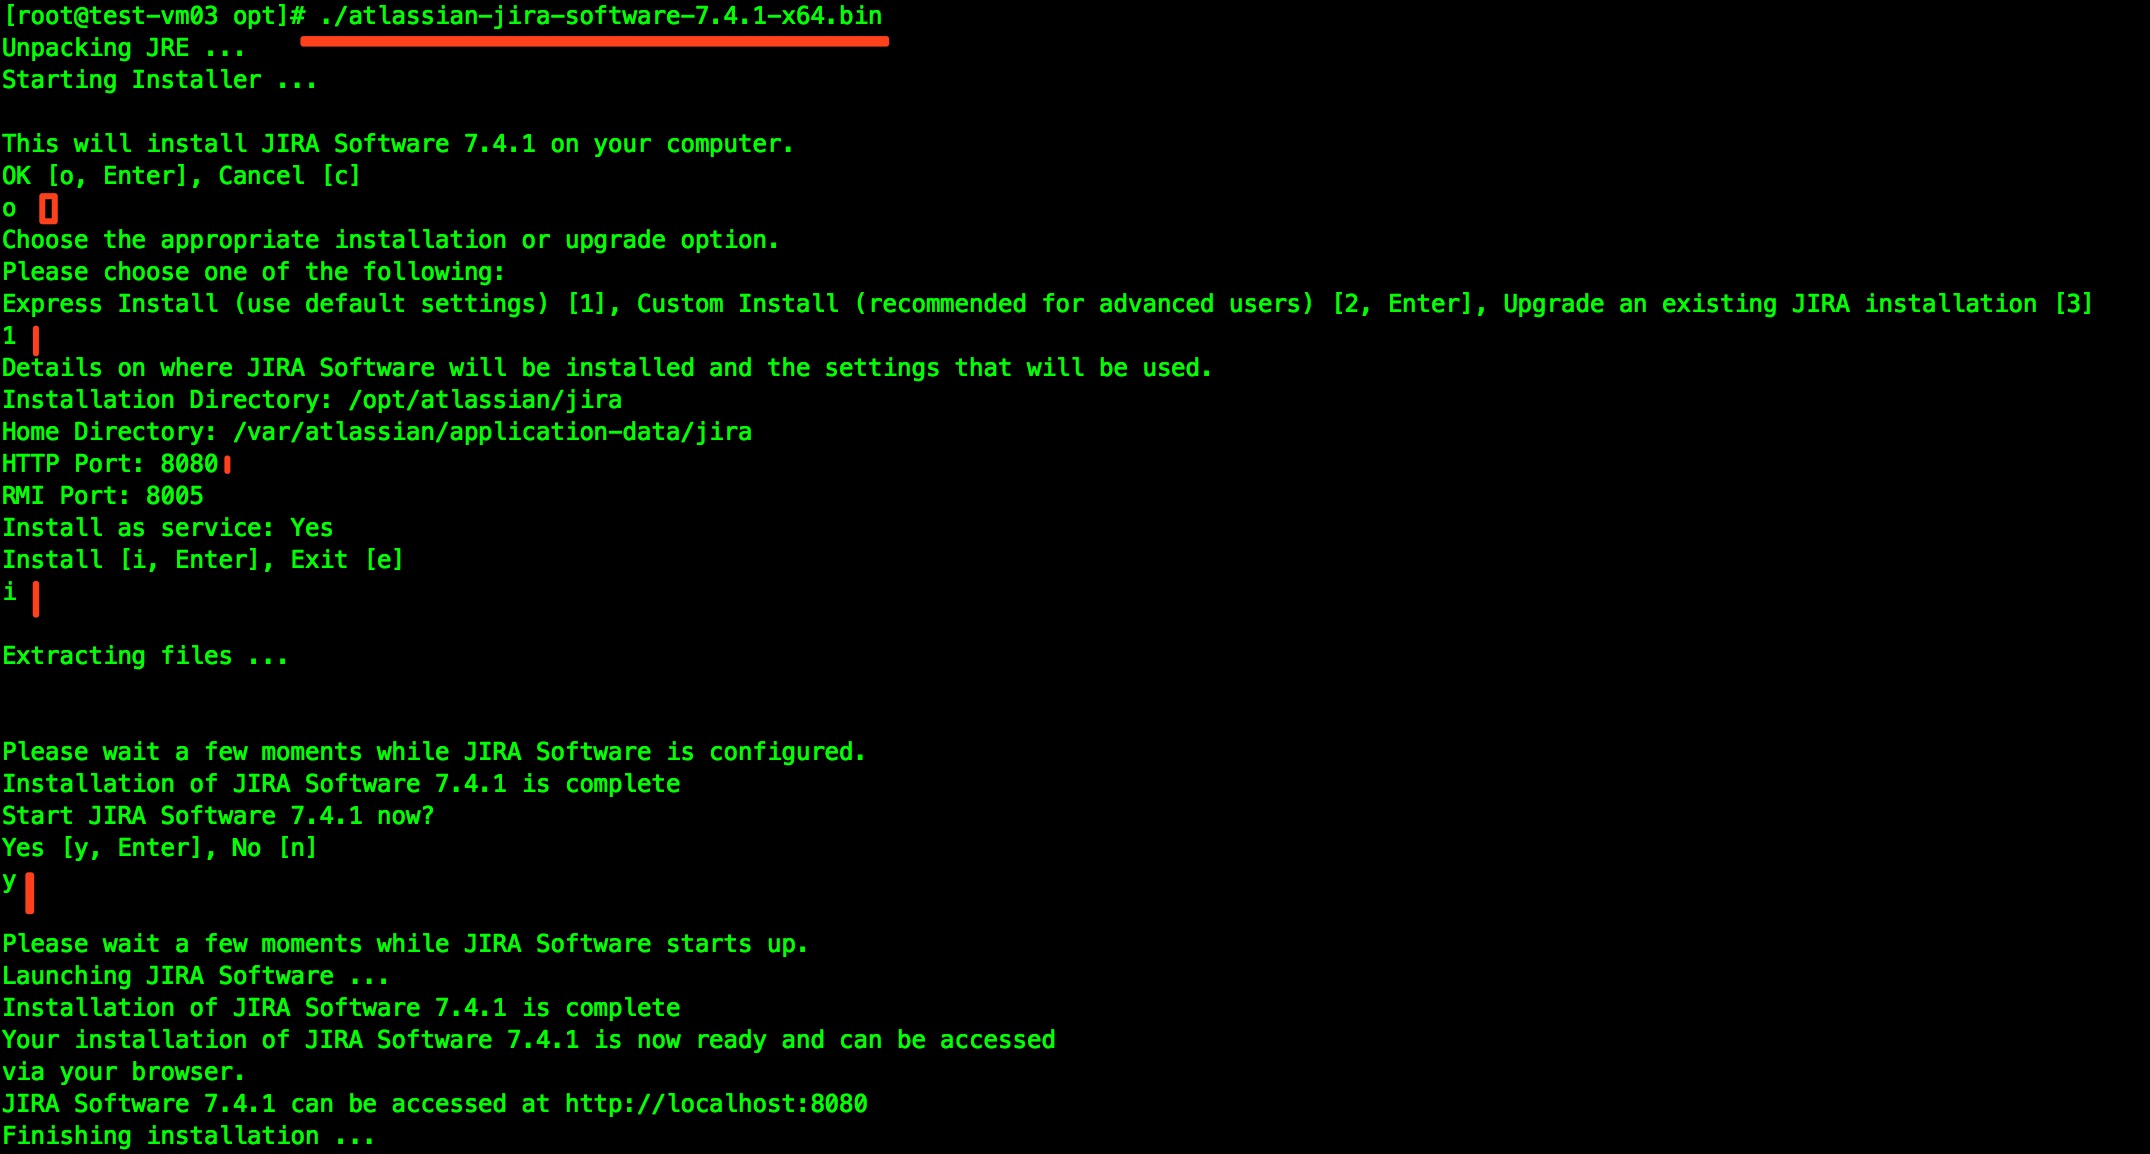 [root@test-vm03 opt]# ./atlassian-jira-software-7.4.1-x64.bin
Unpacking JRE ...
Starting Installer ...
This will install JIRA Software 7.4.1 on your computer.
OK [o, Enter], Cancel [c]
o
Choose the appropriate installation or upgrade option.
Please choose one of the following:
Express Install (use default settings) [1], Custom Install (recommended for advanced users) [2, Enter], Upgrade an existing JIRA installation [3]
1
Details on where JIRA Software will be installed and the settings that will be used.
Installation Directory: /opt/atlassian/jira
Home Directory: /var/atlassian/application-data/jira
HTTP Port: 8080
RMI Port: 8005
Install as service: Yes
Install [i, Enter], Exit [e]
i
Extracting files ...
Please wait a few moments while JIRA Software is configured.
Installation of JIRA Software 7.4.1 is complete
Start JIRA Software 7.4.1 now?
Yes [y, Enter], No [n]
y
Please wait a few moments while JIRA Software starts up.
Launching JIRA Software ...
Installation of JIRA Software 7.4.1 is complete
Your installation of JIRA Software 7.4.1 is now ready and can be accessed
via your browser.
JIRA Software 7.4.1 can be accessed at http://localhost:8080
Finishing installation ...